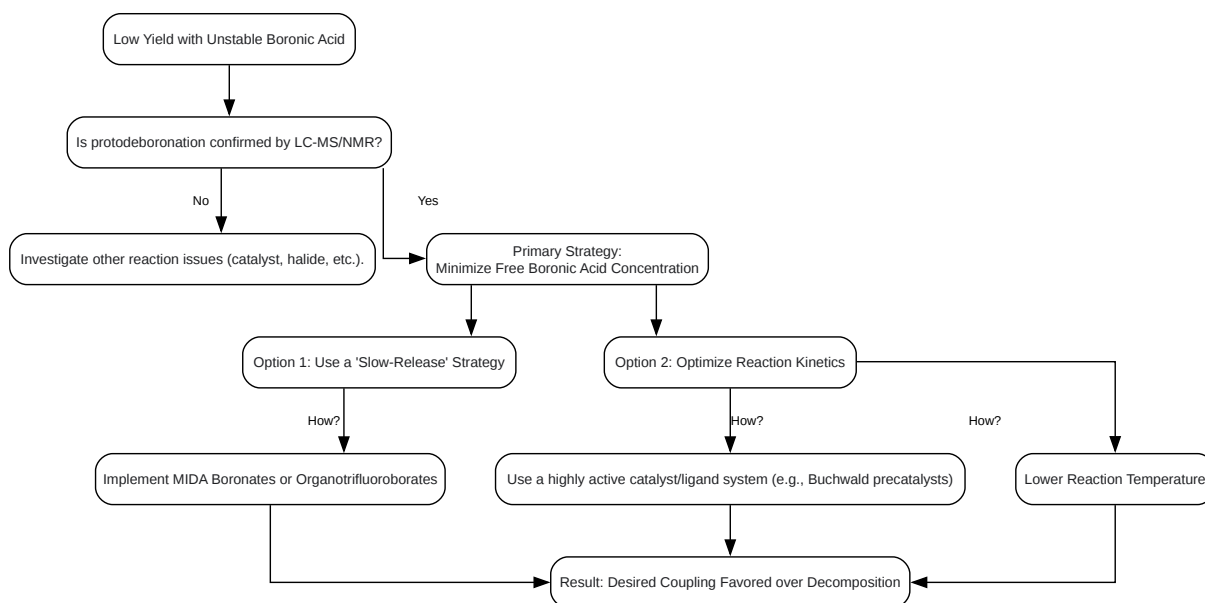 Low Yield with Unstable Boronic Acid
Is protodeboronation confirmed by LC-MS/NMR?
No
Yes
Investigate other reaction issues (catalyst, halide, etc.).
Primary Strategy:
Minimize Free Boronic Acid Concentration
Option 1: Use a 'Slow-Release' Strategy
Option 2: Optimize Reaction Kinetics
How?
How?
How?
Implement MIDA Boronates or Organotrifluoroborates
Use a highly active catalyst/ligand system (e.g., Buchwald precatalysts)
Lower Reaction Temperature
Result: Desired Coupling Favored over Decomposition